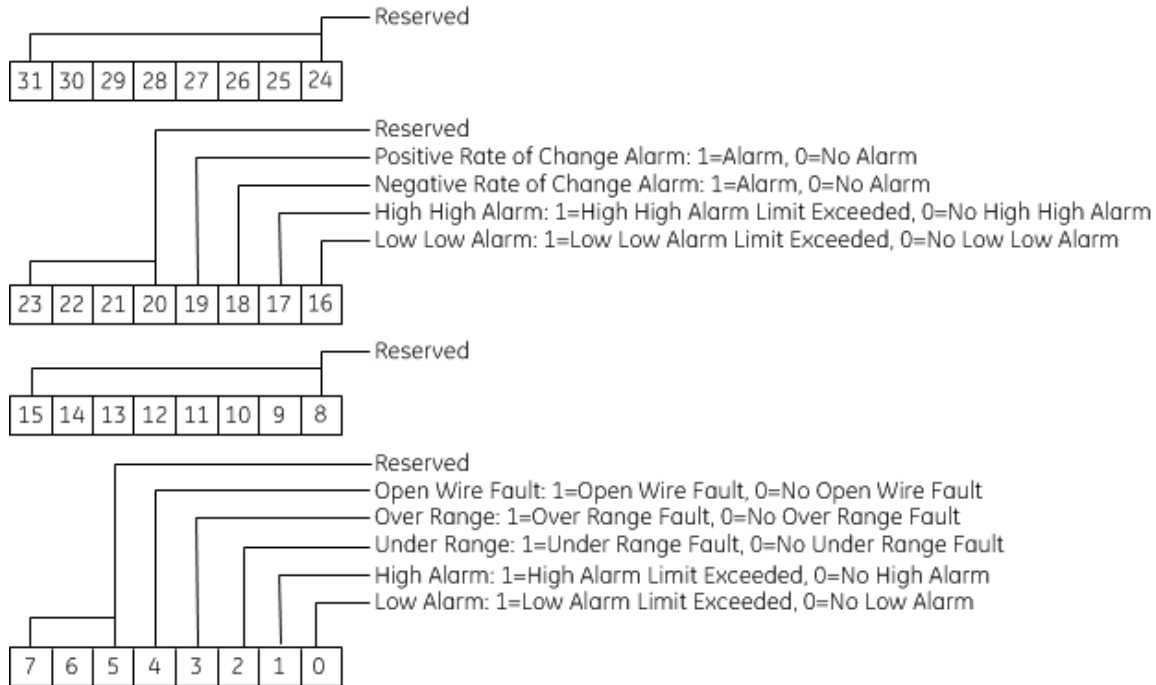 Reserved
31 30 29 28 27 26 25 24
Reserved
Positive Rate of Change Alarm: 1=Alarm, 0=No Alarm
Negative Rate of Change Alarm: 1=Alarm, 0=No Alarm
High High Alarm: 1=High High Alarm Limit Exceeded, 0=No High High Alarm
Low Low Alarm: 1=Low Low Alarm Limit Exceeded, 0=No Low Low Alarm
23 22 21 20 19 18 17 16
Reserved
15 14 13 12 11 10 9 8
Reserved
Open Wire Fault: 1=Open Wire Fault, 0=No Open Wire Fault
Over Range: 1=Over Range Fault, 0=No Over Range Fault
Under Range: 1=Under Range Fault, 0=No Under Range Fault
High Alarm: 1=High Alarm Limit Exceeded, 0=No High Alarm
Low Alarm: 1=Low Alarm Limit Exceeded, 0=No Low Alarm
7 6 5 4 3 2 1 0